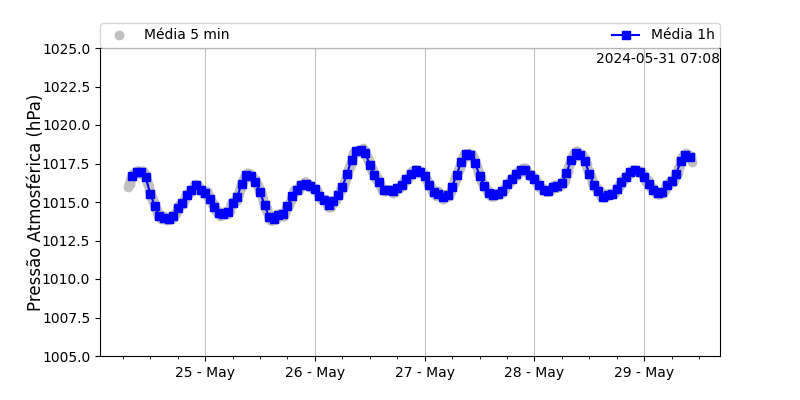 Média 5 min
Média 1h
2024-05-31 07:08
Pressão Atmosférica (hPa)
1025.0
1022.5
1020.0
1017.5
1015.0
1012.5
1010.0
1007.5
1005.0
25 - May
26 - May
27 - May
28 - May
29 - May